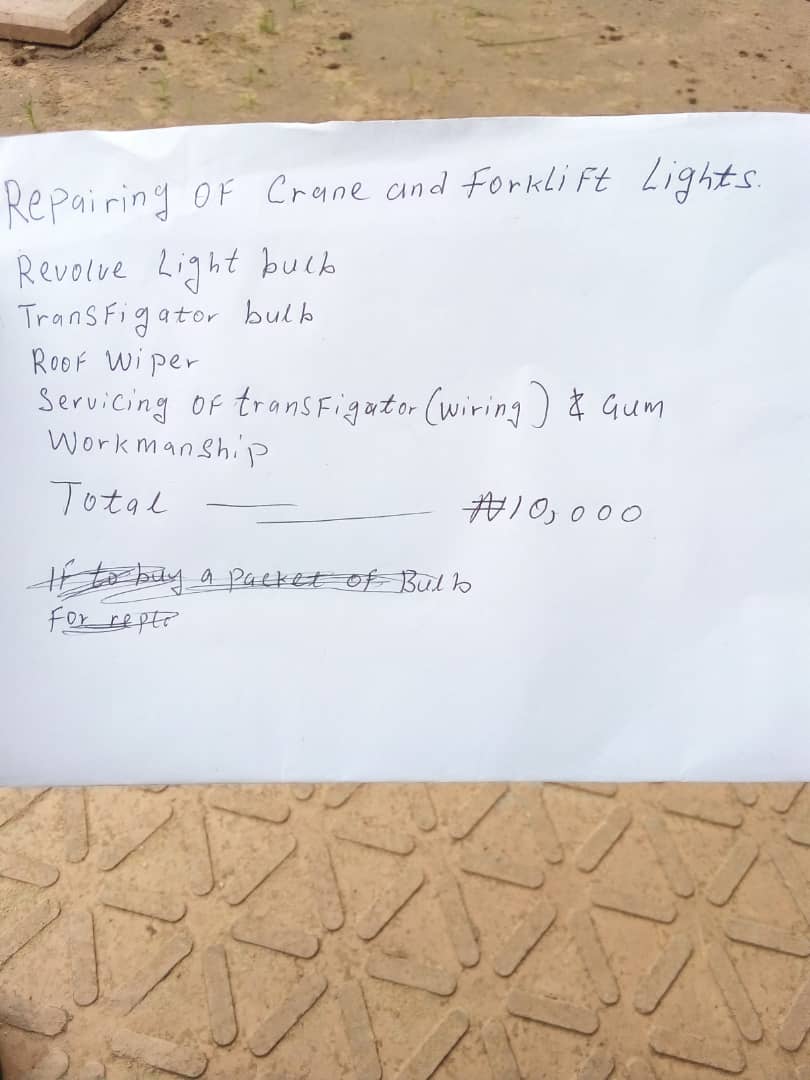 Repairing OF Crane and Forklift Lights.
Revolve Light bulb
TransFigator bulb
Roof Wiper
Servicing OF transFigator (wiring) & Gum
Workmanship
Total ₦10,000
If to buy a packet of Bulb
For